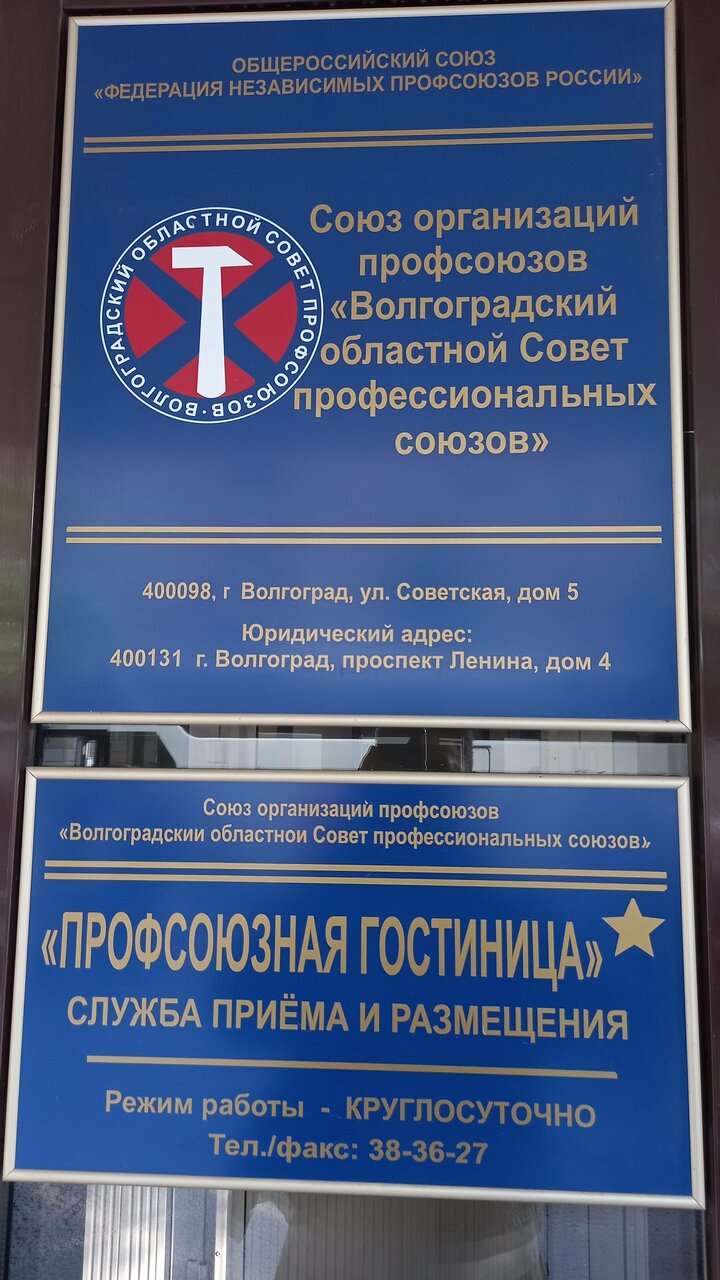 ОБЩЕРОССИЙСКИЙ СОЮЗ
«ФЕДЕРАЦИЯ НЕЗАВИСИМЫХ ПРОФСОЮЗОВ РОССИИ»
ВОЛГОГРАДСКИЙ ОБЛАСТНОЙ СОВЕТ ПРОФСОЮЗОВ
Союз организаций
профсоюзов
«Волгоградский
областной Совет
профессиональных
союзов»
400098, г Волгоград, ул. Советская, дом 5
Юридический адрес:
400131 г. Волгоград, проспект Ленина, дом 4
Союз организаций профсоюзов
«Волгоградскии областнои Совет профессиональных союзов»
«ПРОФСОЮЗНАЯ ГОСТИНИЦА»
СЛУЖБА ПРИЁМА И РАЗМЕЩЕНИЯ
Режим работы - КРУГЛОСУТОЧНО
Тел./факс: 38-36-27